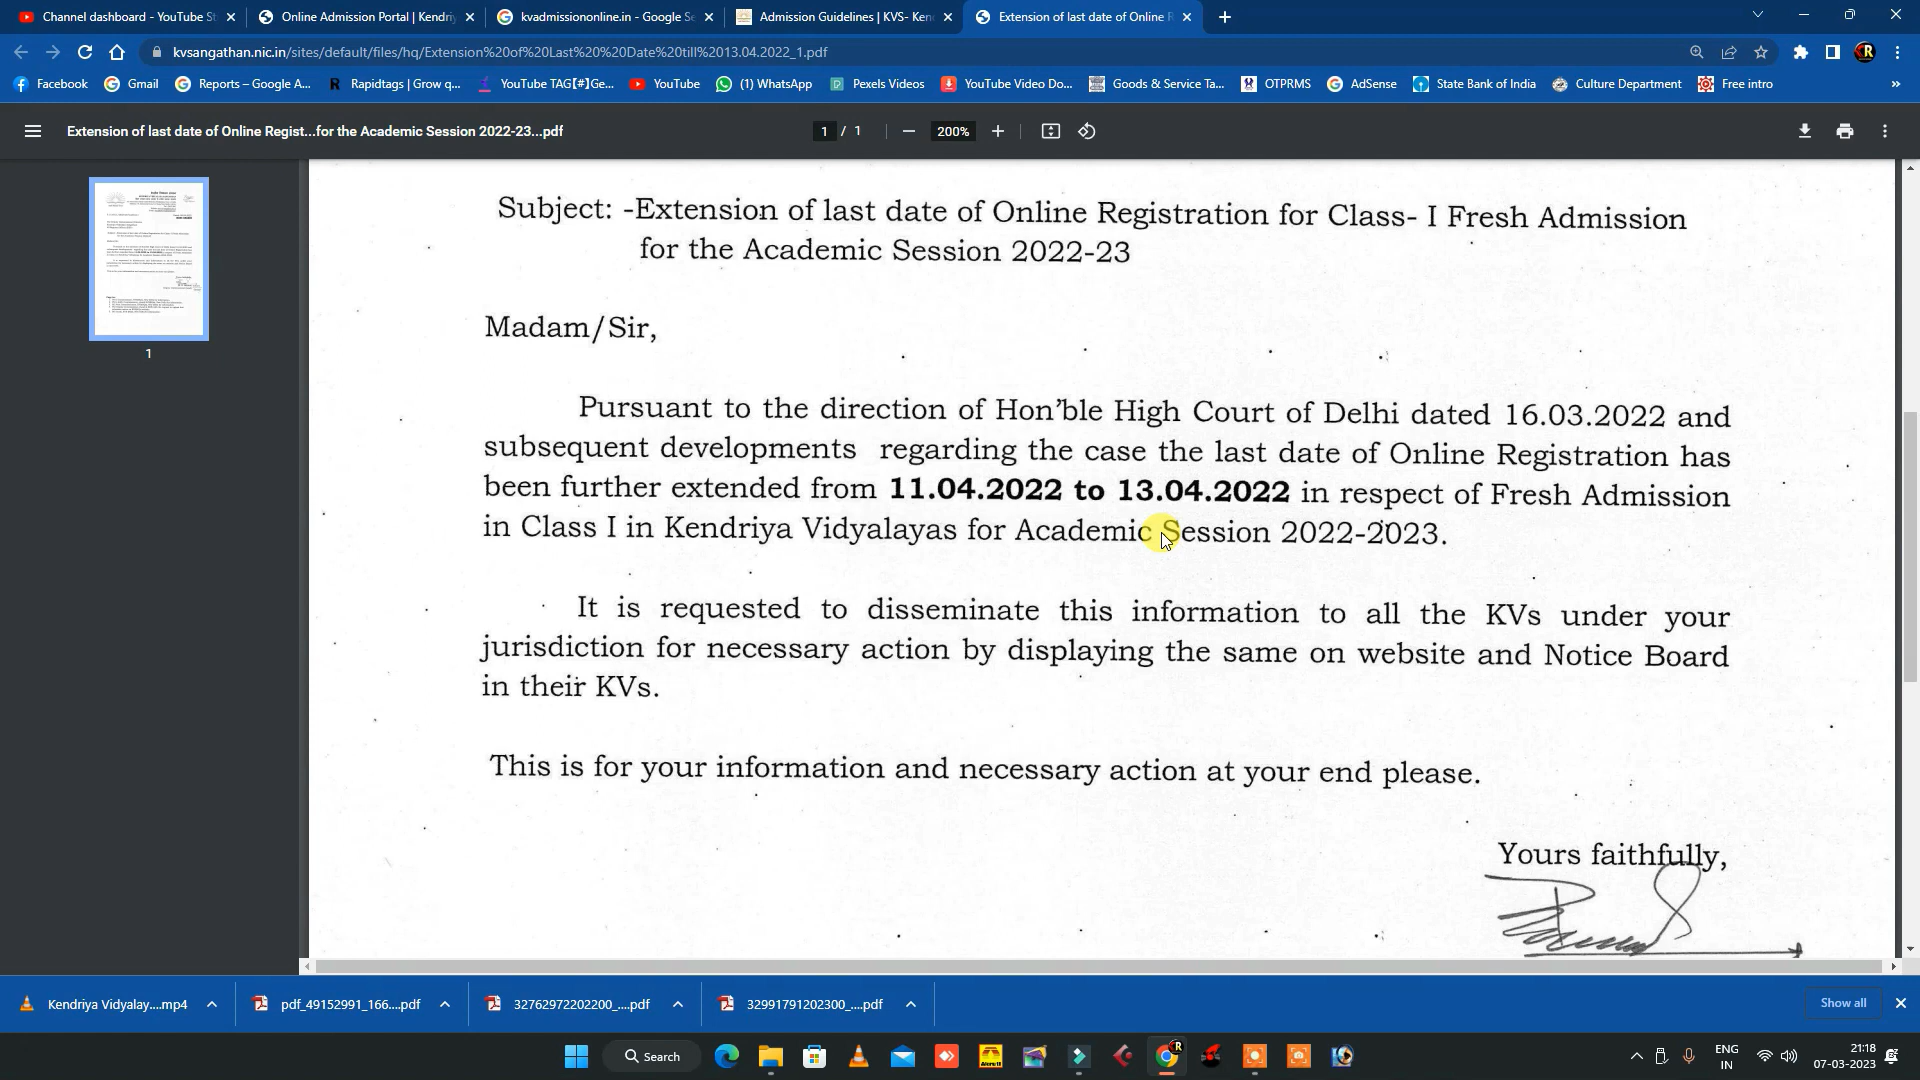 Channel dashboard - YouTube St
Online Admission Portal | Kendriy
kvadmissiononline.in - Google Se
Admission Guidelines | KVS- Ken
Extension of last date of Online R
kvsangathan.nic.in/sites/default/files/hq/Extension%20of%20Last%20%20Date%20till%2013.04.2022_1.pdf
Facebook
Gmail
Reports – Google A...
Rapidtags | Grow q...
YouTube TAG【#】Ge...
YouTube
(1) WhatsApp
Pexels Videos
YouTube Video Do...
Goods & Service Ta...
OTPRMS
AdSense
State Bank of India
Culture Department
Free intro
Extension of last date of Online Regist...for the Academic Session 2022-23...pdf
1 / 1
200%
1
Subject: -Extension of last date of Online Registration for Class- I Fresh Admission
for the Academic Session 2022-23
Madam/Sir,
Pursuant to the direction of Hon'ble High Court of Delhi dated 16.03.2022 and
subsequent developments regarding the case the last date of Online Registration has
been further extended from 11.04.2022 to 13.04.2022 in respect of Fresh Admission
in Class I in Kendriya Vidyalayas for Academic Session 2022-2023.
It is requested to disseminate this information to all the KVs under your
jurisdiction for necessary action by displaying the same on website and Notice Board
in their KVs.
This is for your information and necessary action at your end please.
Yours faithfully,
Kendriya Vidyalay....mp4
pdf_49152991_166....pdf
32762972202200_....pdf
32991791202300_....pdf
Show all
Search
ENG
IN
21:18
07-03-2023